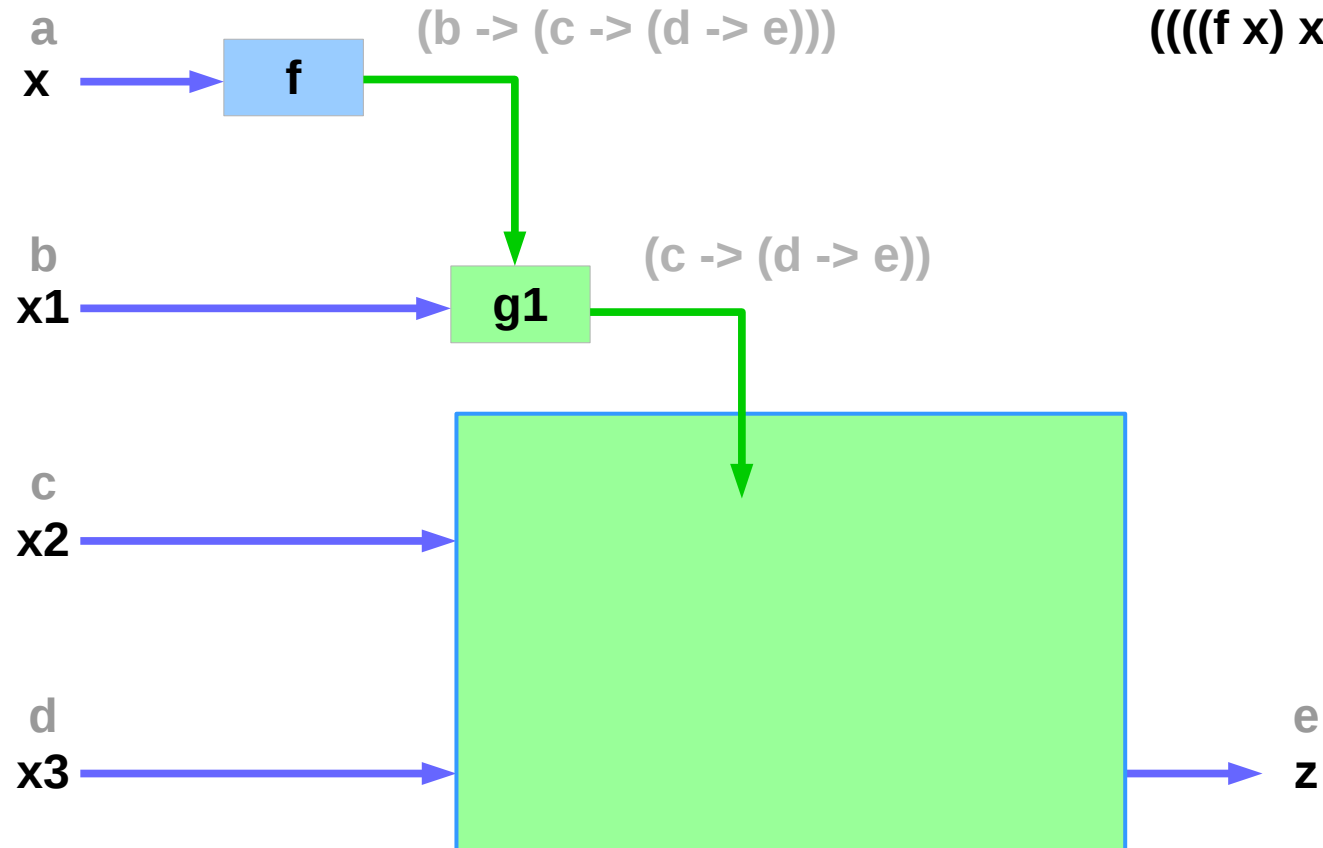 a (b -> (c -> (d -> e))) ((((f x) x
x f
b (c -> (d -> e))
x1 g1
c
x2
d e
x3 z